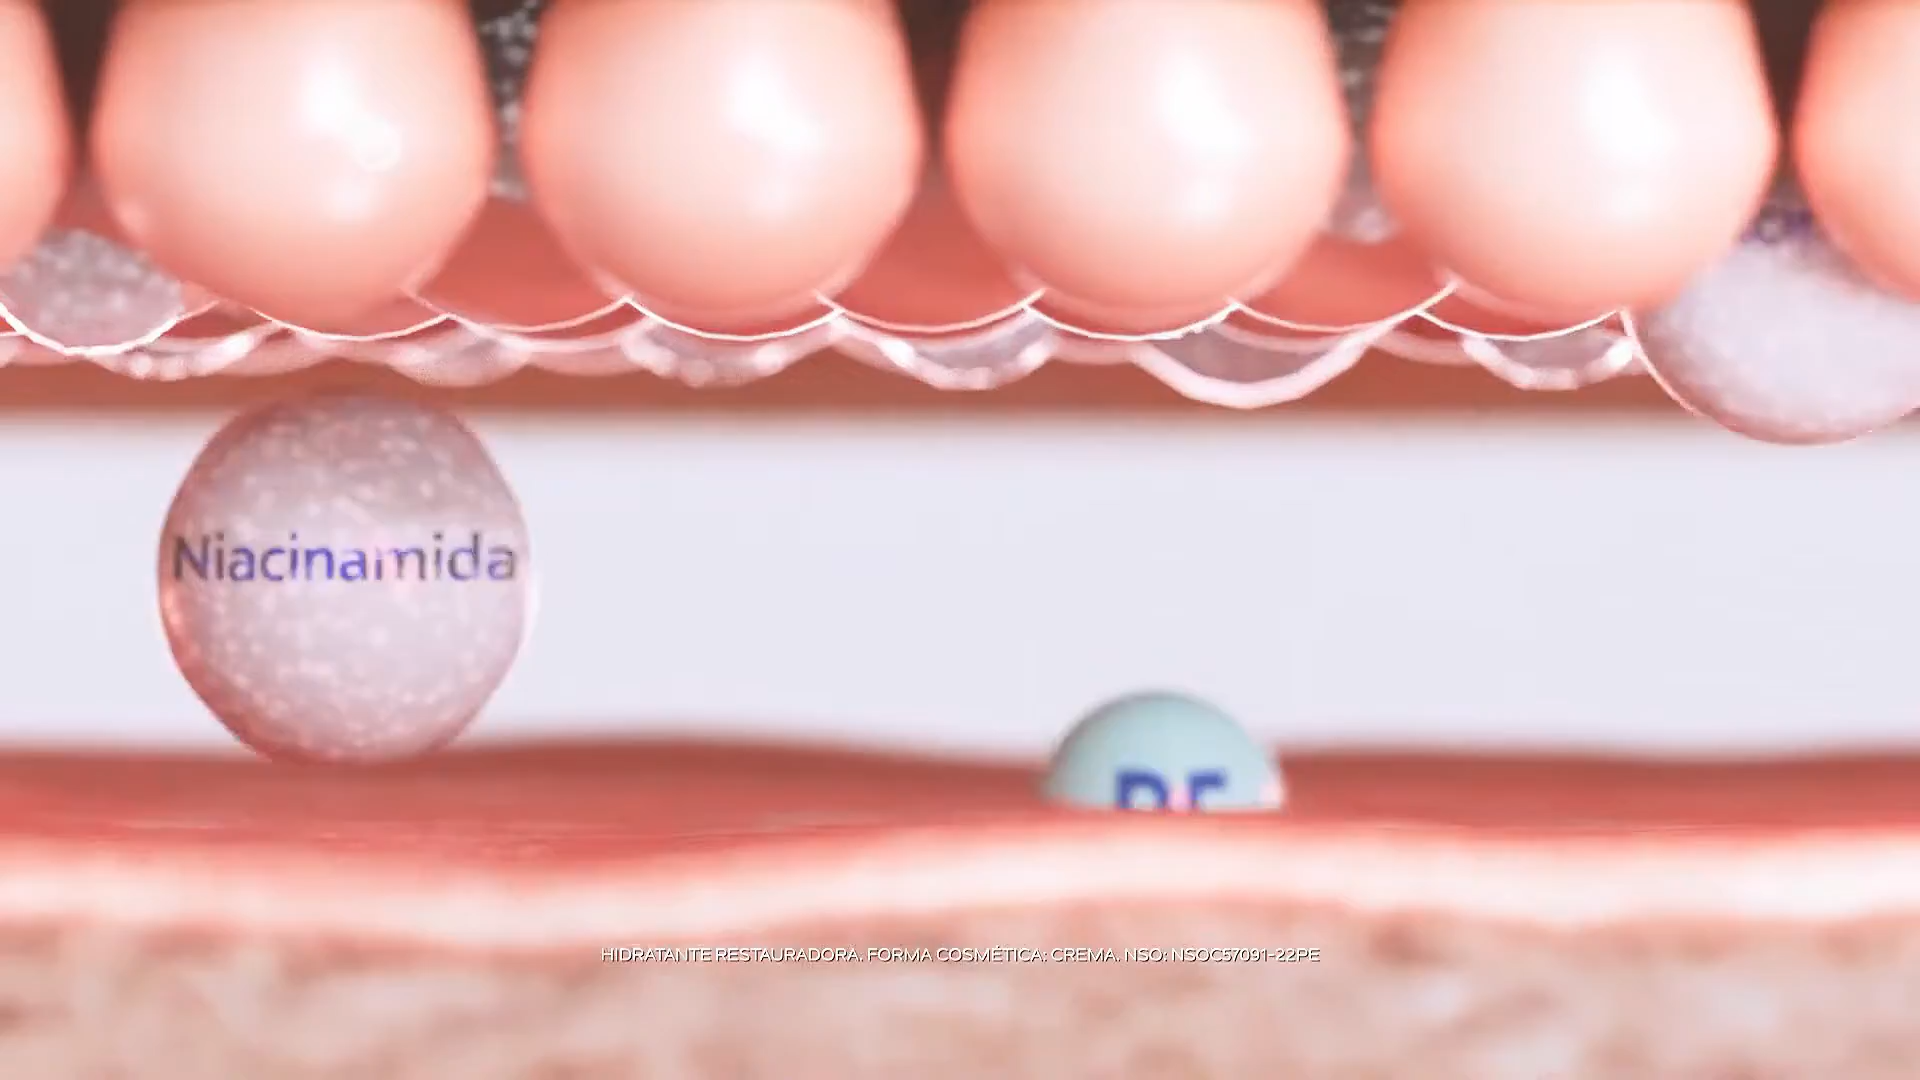 Niacinamida
HIDRATANTE RESTAURADORA. FORMA COSMÉTICA: CREMA. NSO: NSOC57091-22PE